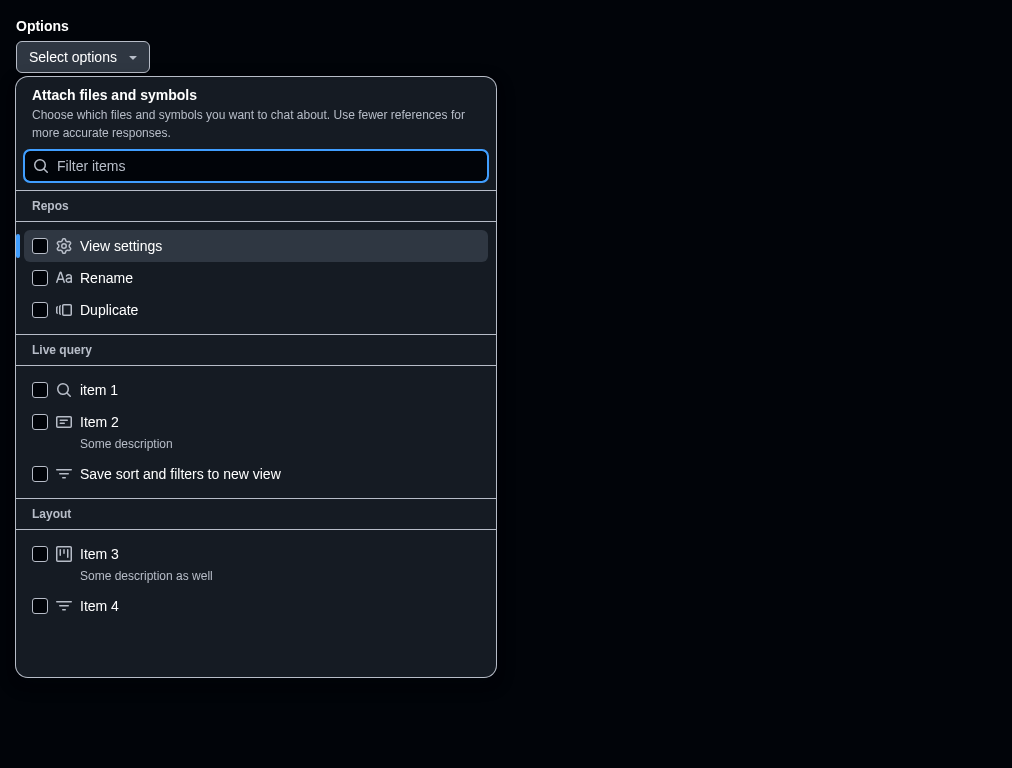 Options
Select options
Attach files and symbols
Choose which files and symbols you want to chat about. Use fewer references for
more accurate responses.
Filter items
Repos
View settings
Rename
Duplicate
Live query
item 1
Item 2
Some description
Save sort and filters to new view
Layout
Item 3
Some description as well
Item 4